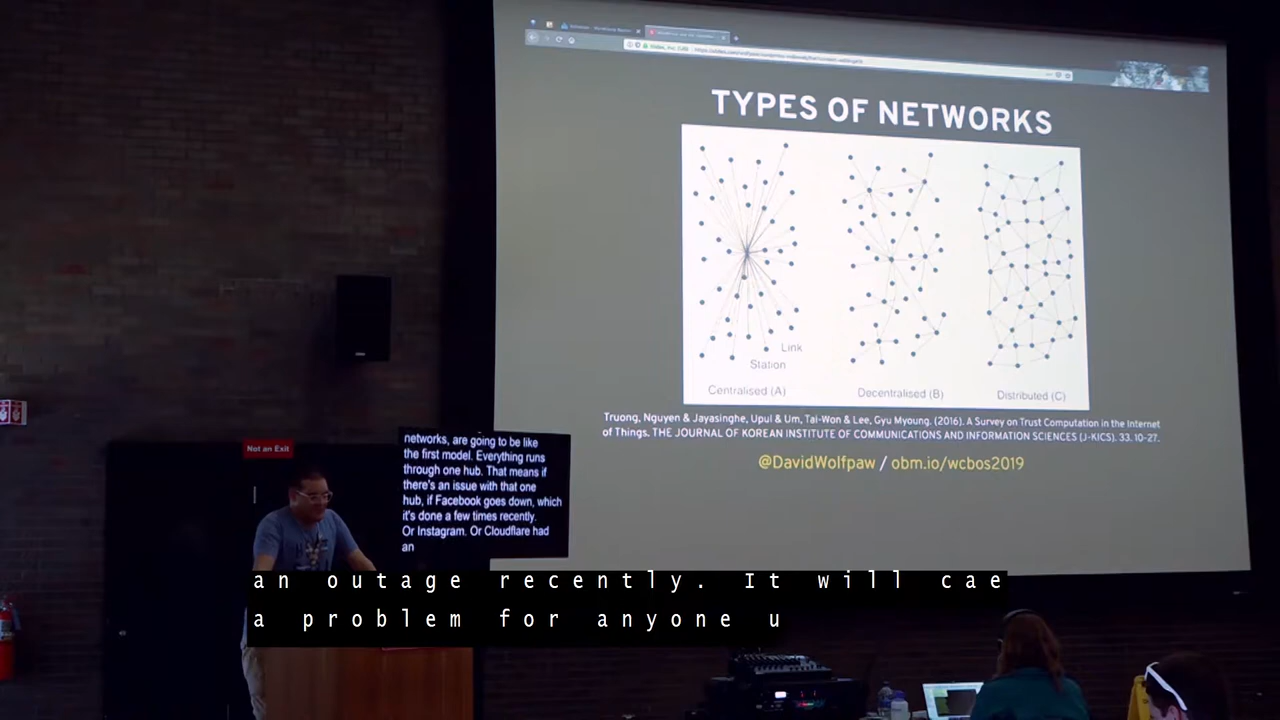 TYPES OF NETWORKS
Link
Station
Centralised (A)
Decentralised (B)
Distributed (C)
Truong, Nguyen & Jayasinghe, Upul & Um, Tai-Won & Lee, Gyu Myoung. (2016). A Survey on Trust Computation in the Internet
of Things. THE JOURNAL OF KOREAN INSTITUTE OF COMMUNICATIONS AND INFORMATION SCIENCES (J-KICS). 33. 10-27.
@DavidWolfpaw / obm.io/wcbos2019
Not an Exit
networks, are going to be like
the first model. Everything runs
through one hub. That means if
there's an issue with that one
hub, if Facebook goes down, which
it's done a few times recently.
Or Instagram. Or Cloudflare had
an
an outage recently. It will cae
a problem for anyone u